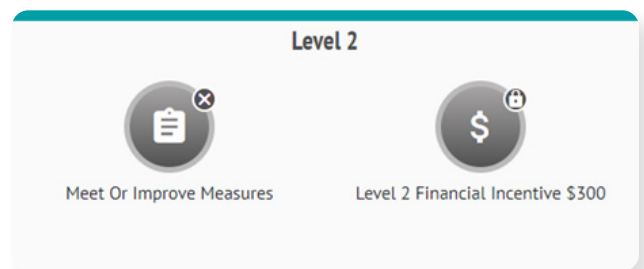 Level 2
$
Meet Or Improve Measures
Level 2 Financial Incentive $300